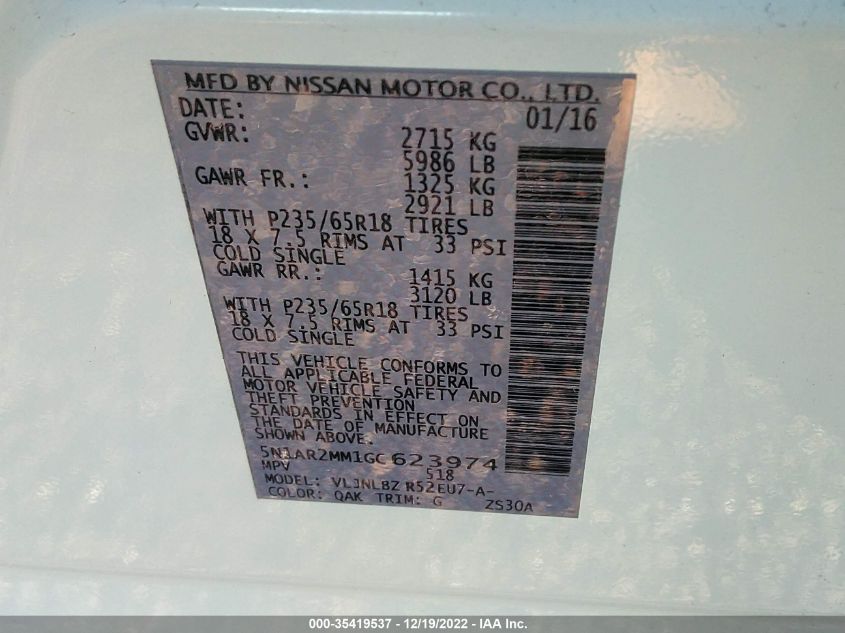 MFD BY NISSAN MOTOR CO., LTD.
DATE: 01/16
GVWR: 2715 KG
5986 LB
GAWR FR.: 1325 KG
2921 LB
WITH P235/65R18 TIRES
18 X 7.5 RIMS AT 33 PSI
COLD SINGLE
GAWR RR.: 1415 KG
3120 LB
WITH P235/65R18 TIRES
18 X 7.5 RIMS AT 33 PSI
COLD SINGLE
THIS VEHICLE CONFORMS TO
ALL APPLICABLE FEDERAL
MOTOR VEHICLE SAFETY AND
THEFT PREVENTION
STANDARDS IN EFFECT ON
THE DATE OF MANUFACTURE
SHOWN ABOVE.
5N1AR2MM1GC623974
MPV 518
MODEL: VLJNLBZ R52EU7-A-
COLOR: QAK TRIM: G ZS30A
000-35419537 - 12/19/2022 - IAA Inc.